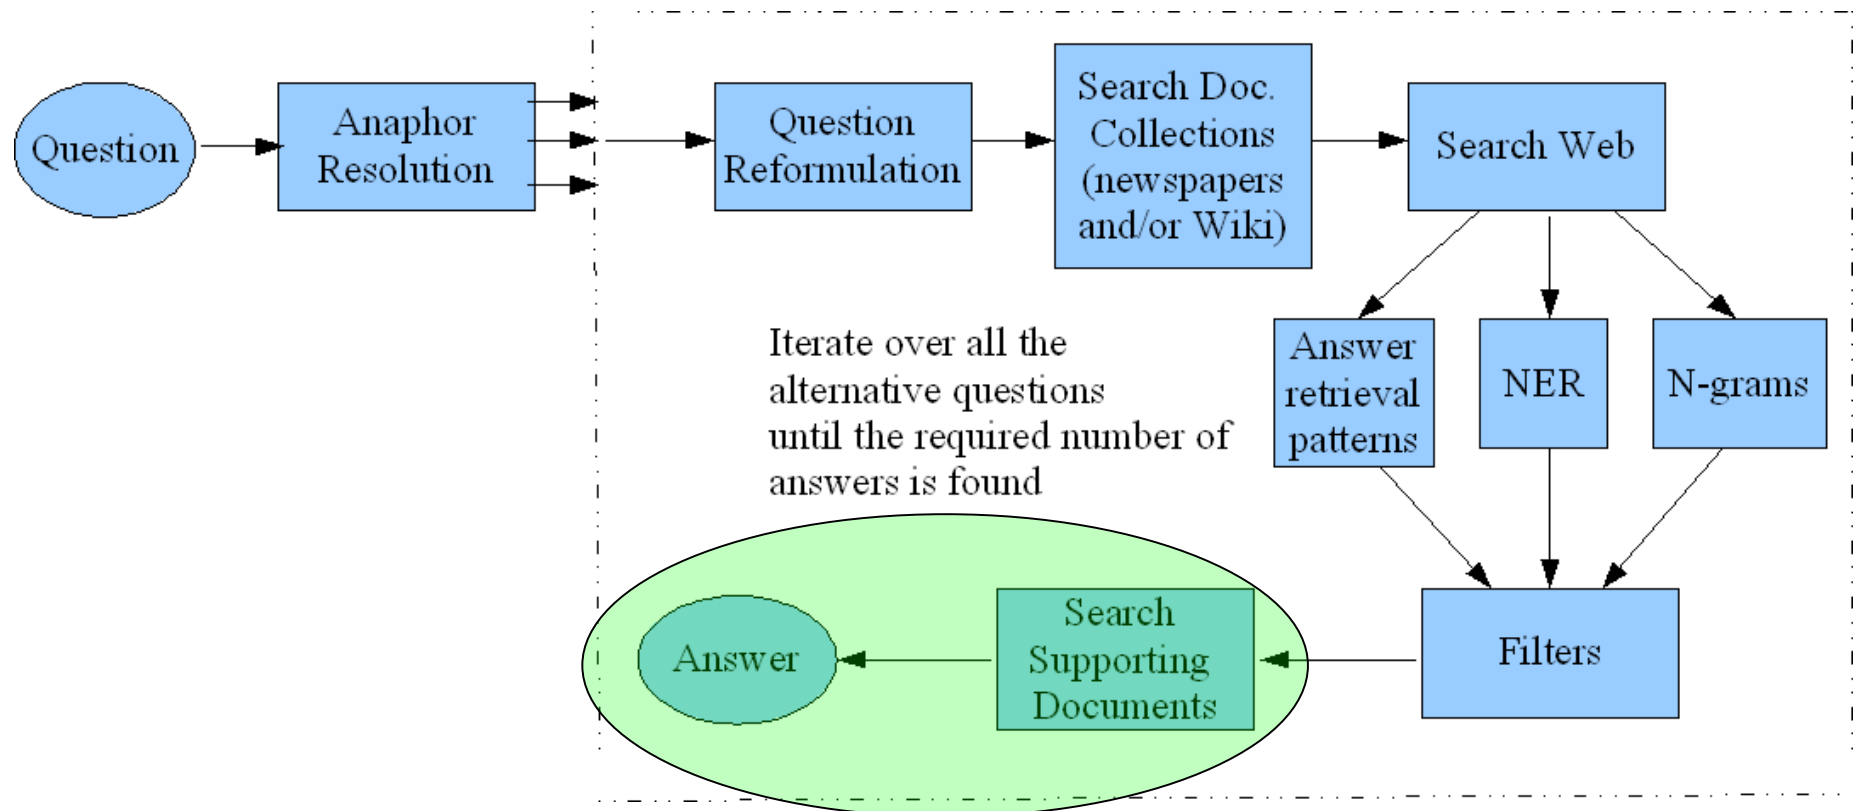 Question
Anaphor
Resolution
Question
Reformulation
Search Doc.
Collections
(newspapers
and/or Wiki)
Search Web
Answer
retrieval
patterns
NER
N-grams
Iterate over all the
alternative questions
until the required number of
answers is found
Filters
Search
Supporting
Documents
Answer